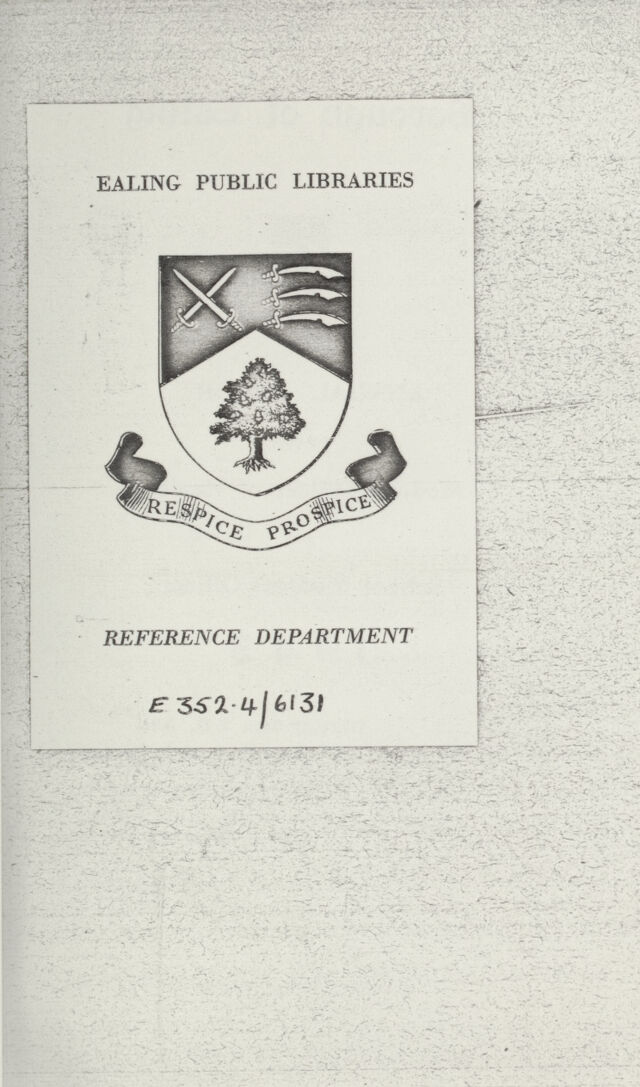 EALING PUBLIC LIBRARIES
RESPICE PROSPICE
REFERENCE DEPARTMENT
E 352.4/6131